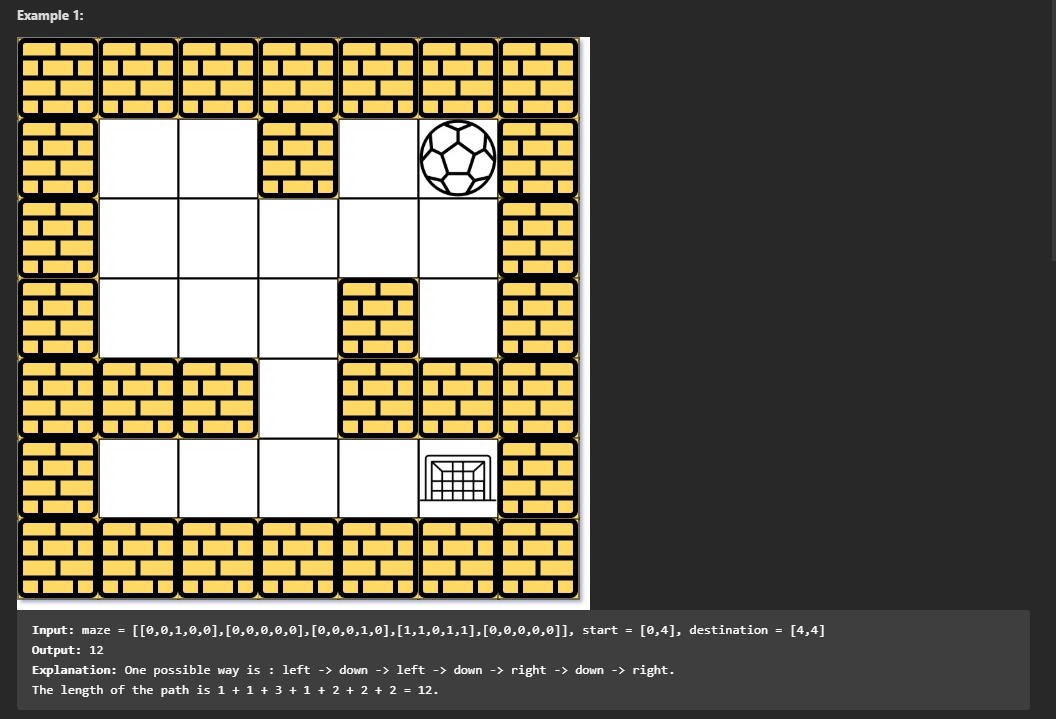 Example 1:
Input: maze = [[0,0,1,0,0],[0,0,0,0,0],[0,0,0,1,0],[1,1,0,1,1],[0,0,0,0,0]], start = [0,4], destination = [4,4]
Output: 12
Explanation: One possible way is : left -> down -> left -> down -> right -> down -> right.
The length of the path is 1 + 1 + 3 + 1 + 2 + 2 + 2 = 12.